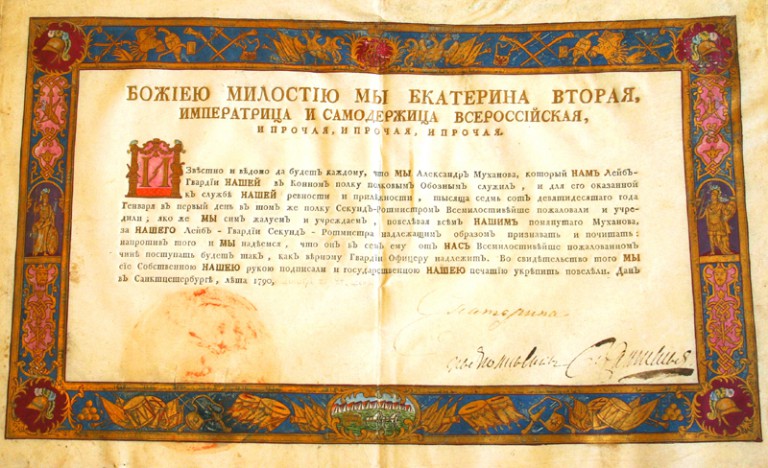 БОЖІЕЮ МИЛОСТІЮ МЫ ЕКАТЕРИНА ВТОРАЯ,
ИМПЕРАТРИЦА И САМОДЕРЖИЦА ВСЕРОССІЙСКАЯ,
И ПРОЧАЯ, И ПРОЧАЯ, И ПРОЧАЯ.
ИЗвѣстно и вѣдомо да будетъ каждому, что МЫ Александръ Муханова, который НАМЪ Лейбъ-
Гвардіи НАШЕЙ въ Конномъ полку полковымъ Обознымъ служилъ, и для его оказанной
къ службѣ НАШЕЙ ревности и прилѣжности, тысяща седмь сотъ девятидесятаго года
Генваря въ первый день въ томъ же полку Секундъ-Ротмистромъ Всемилостивѣйше пожаловали и учре-
дили, яко же МЫ симъ жалуемъ и учреждаемъ, повелѣвая всѣмъ НАШИМЪ помянутаго Муханова,
за НАШЕГО Лейбъ-Гвардіи Секундъ-Ротмистра надлежащимъ образомъ признавать и почитать:
напротивъ того и МЫ надѣемся, что онъ въ семъ ему отъ НАСЪ Всемилостивѣйше пожалованномъ
чинѣ поступать будетъ такъ, какъ вѣрному Гвардіи Офицеру надлежитъ. Во свидѣтельство того МЫ
сіе Собственною НАШЕЮ рукою подписали и государственною НАШЕЮ печатію укрѣпить повелѣли. Данъ
въ Санктпетербургѣ, лѣта 1790,
Екатерина